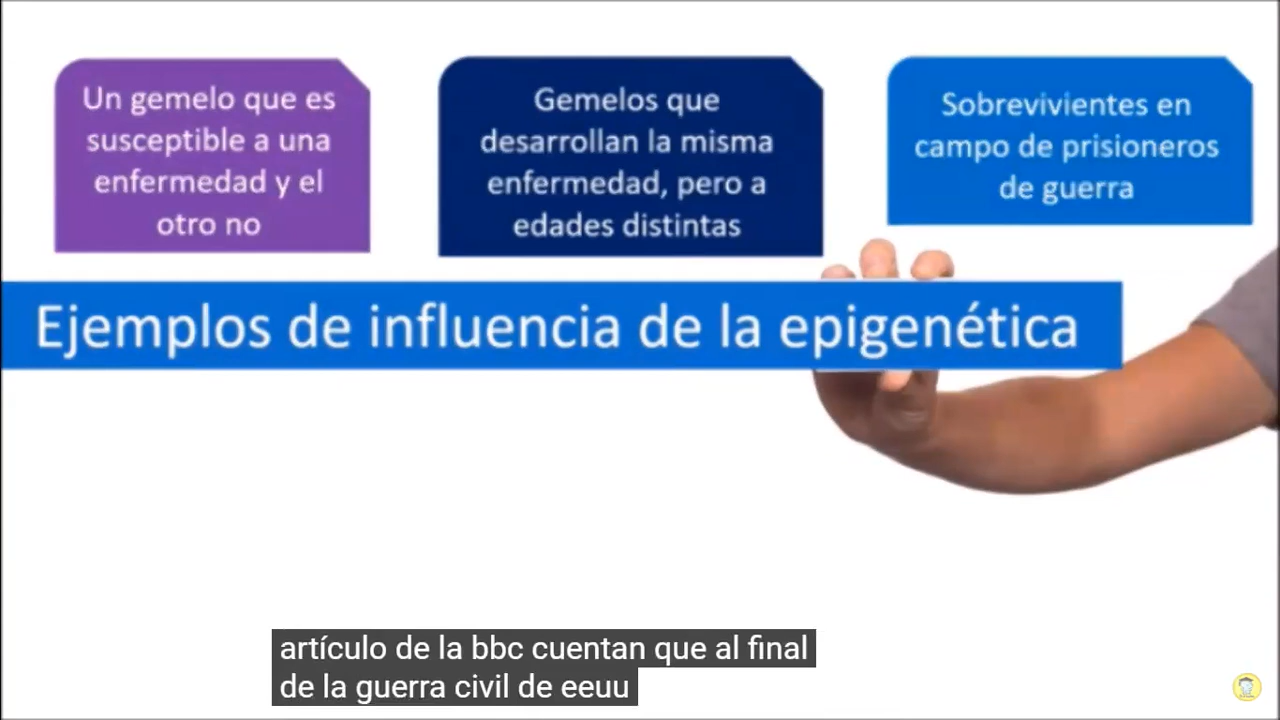 Un gemelo que es
susceptible a una
enfermedad y el
otro no
Gemelos que
desarrollan la misma
enfermedad, pero a
edades distintas
Sobrevivientes en
campo de prisioneros
de guerra
Ejemplos de influencia de la epigenética
artículo de la bbc cuentan que al final
de la guerra civil de eeuu